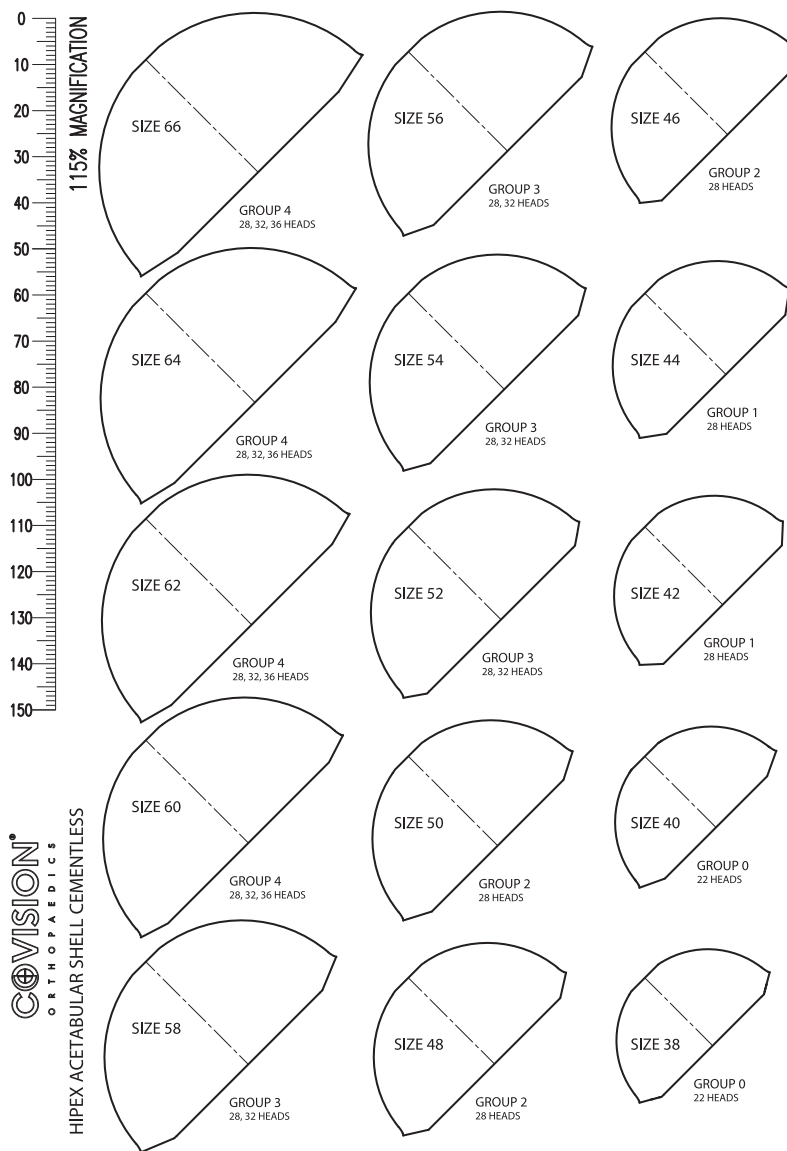 0
10
20
30
40
50
60
70
80
90
100
110
120
130
140
150
115% MAGNIFICATION
COVISION®
ORTHOPAEDICS
HIPEX ACETABULAR SHELL CEMENTLESS
SIZE 66
GROUP 4
28, 32, 36 HEADS
SIZE 56
GROUP 3
28, 32 HEADS
SIZE 46
GROUP 2
28 HEADS
SIZE 64
GROUP 4
28, 32, 36 HEADS
SIZE 54
GROUP 3
28, 32 HEADS
SIZE 44
GROUP 1
28 HEADS
SIZE 62
GROUP 4
28, 32, 36 HEADS
SIZE 52
GROUP 3
28, 32 HEADS
SIZE 42
GROUP 1
28 HEADS
SIZE 60
GROUP 4
28, 32, 36 HEADS
SIZE 50
GROUP 2
28 HEADS
SIZE 40
GROUP 0
22 HEADS
SIZE 58
GROUP 3
28, 32 HEADS
SIZE 48
GROUP 2
28 HEADS
SIZE 38
GROUP 0
22 HEADS